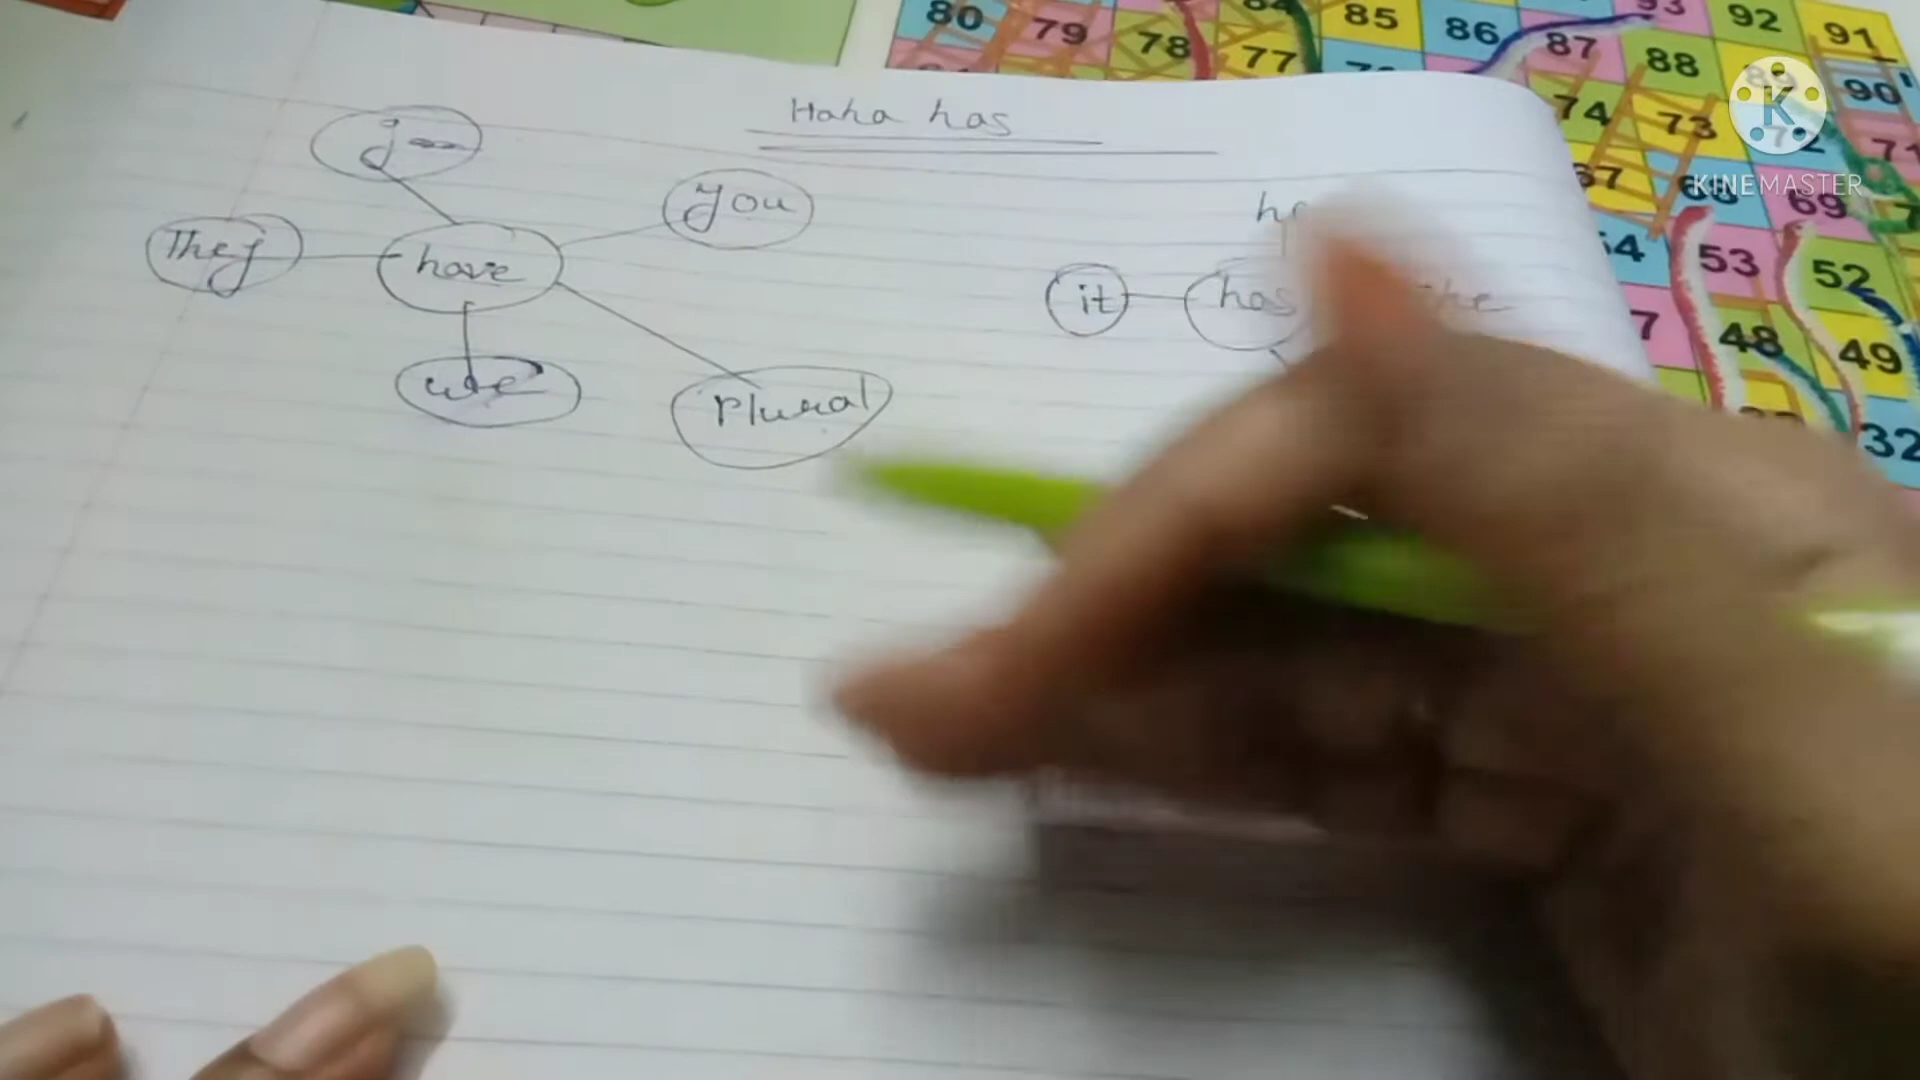 80 79 78 77 85 86 87 88 92 91
90
74 73
67 69
53 52
48 49
32
KINEMASTER
Haha has
you
They
have
we
Plural
it
has